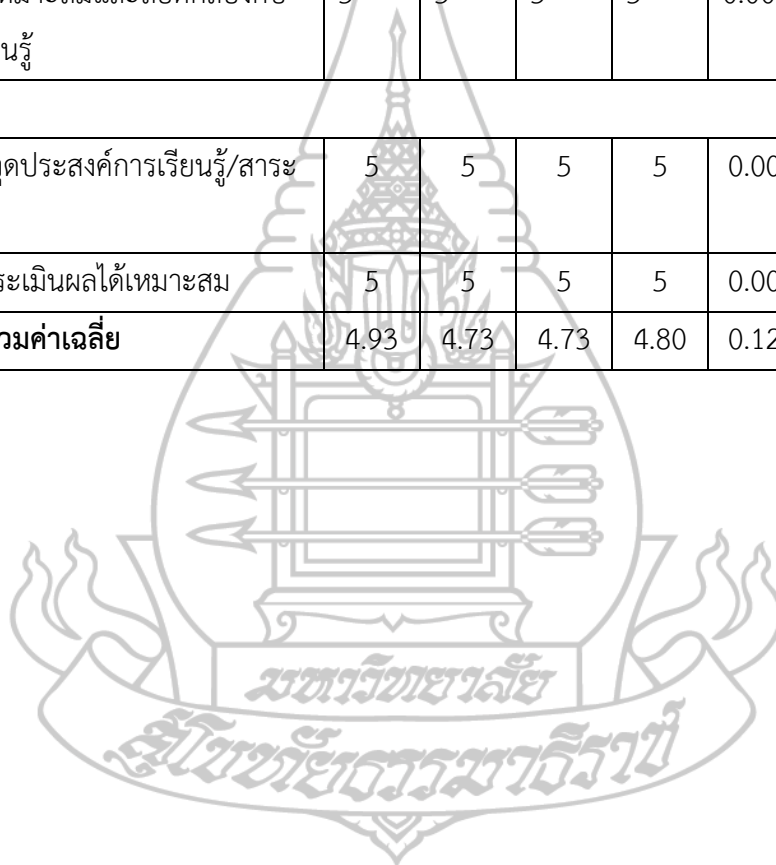 นรู้
ดประสงค์การเรียนรู้/สาระ 5 5 5 5 0.00
ระเมินผลได้เหมาะสม 5 5 5 5 0.00
วมค่าเฉลี่ย 4.93 4.73 4.73 4.80 0.12
มหาวิทยาลัย
สุโขทัยธรรมาธิราช